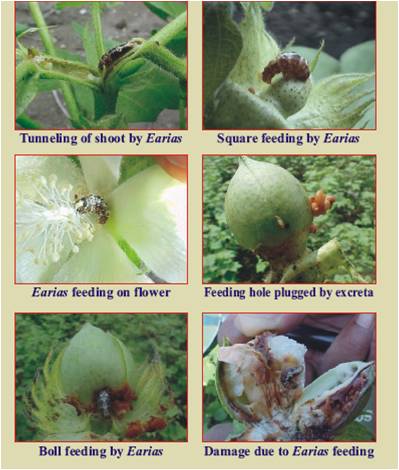 Tunneling of shoot by Earias
Square feeding by Earias
Earias feeding on flower
Feeding hole plugged by excreta
Boll feeding by Earias
Damage due to Earias feeding